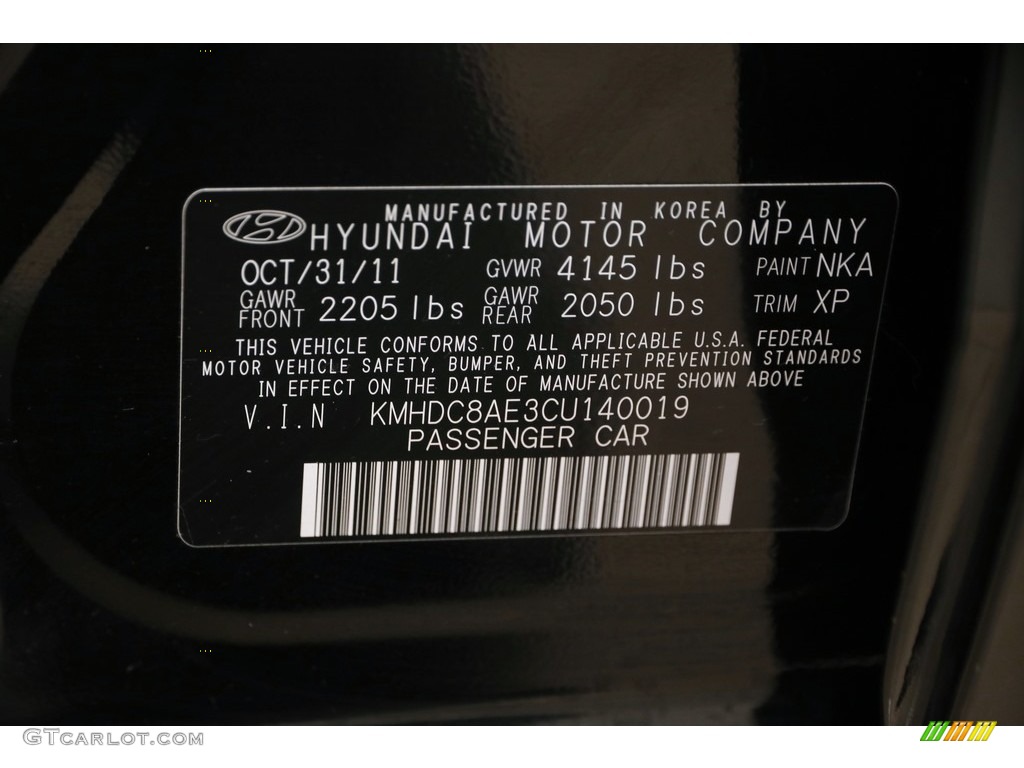 MANUFACTURED IN KOREA BY
HYUNDAI MOTOR COMPANY
OCT/31/11 GVWR 4145 lbs PAINT NKA
GAWR FRONT 2205 lbs GAWR REAR 2050 lbs TRIM XP
THIS VEHICLE CONFORMS TO ALL APPLICABLE U.S.A. FEDERAL
MOTOR VEHICLE SAFETY, BUMPER, AND THEFT PREVENTION STANDARDS
IN EFFECT ON THE DATE OF MANUFACTURE SHOWN ABOVE
V.I.N KMHDC8AE3CU140019
PASSENGER CAR
GTCARLOT.COM